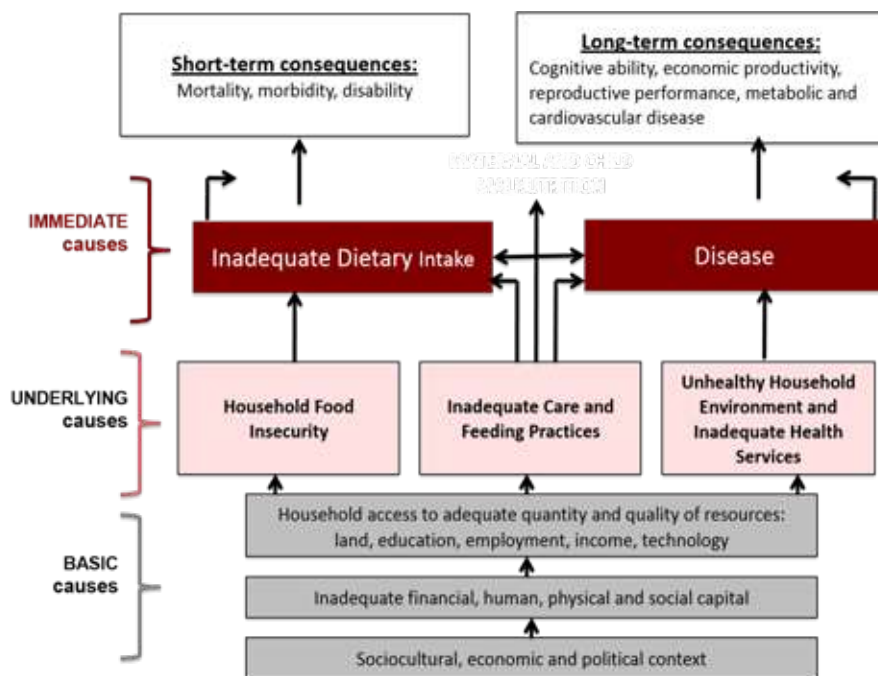 Short-term consequences:
Mortality, morbidity, disability
Long-term consequences:
Cognitive ability, economic productivity,
reproductive performance, metabolic and
cardiovascular disease
IMMEDIATE
causes
Inadequate Dietary Intake
Disease
UNDERLYING
causes
Household Food
Insecurity
Inadequate Care and
Feeding Practices
Unhealthy Household
Environment and
Inadequate Health
Services
BASIC
causes
Household access to adequate quantity and quality of resources:
land, education, employment, income, technology
Inadequate financial, human, physical and social capital
Sociocultural, economic and political context